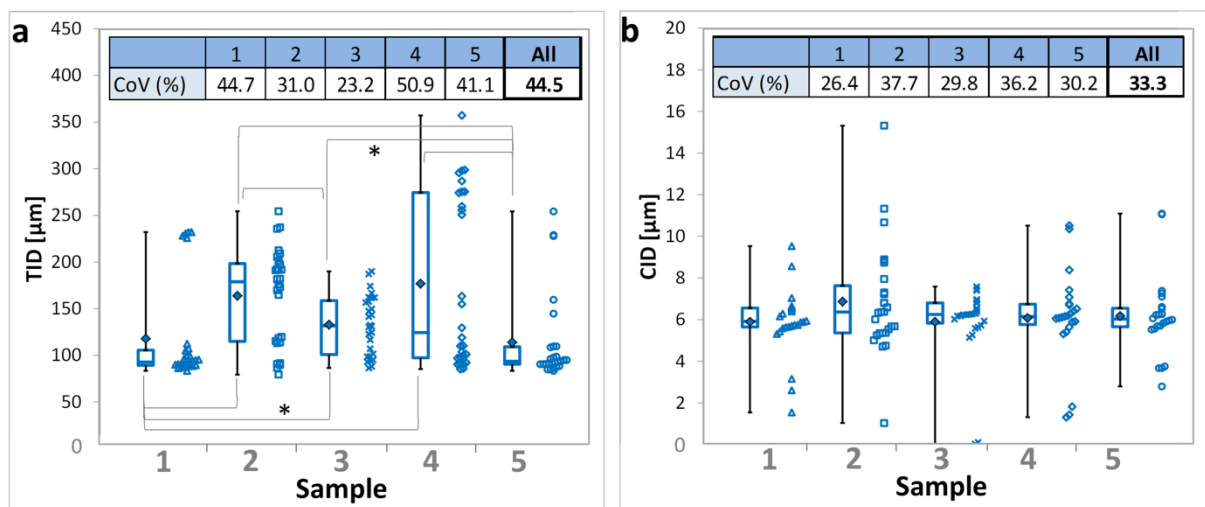 a
1 2 3 4 5 All
CoV (%) 44.7 31.0 23.2 50.9 41.1 44.5
TID [µm]
450
400
350
300
250
200
150
100
50
0
*
*
1 2 3 4 5
Sample
b
1 2 3 4 5 All
CoV (%) 26.4 37.7 29.8 36.2 30.2 33.3
CID [µm]
20
18
16
14
12
10
8
6
4
2
0
1 2 3 4 5
Sample